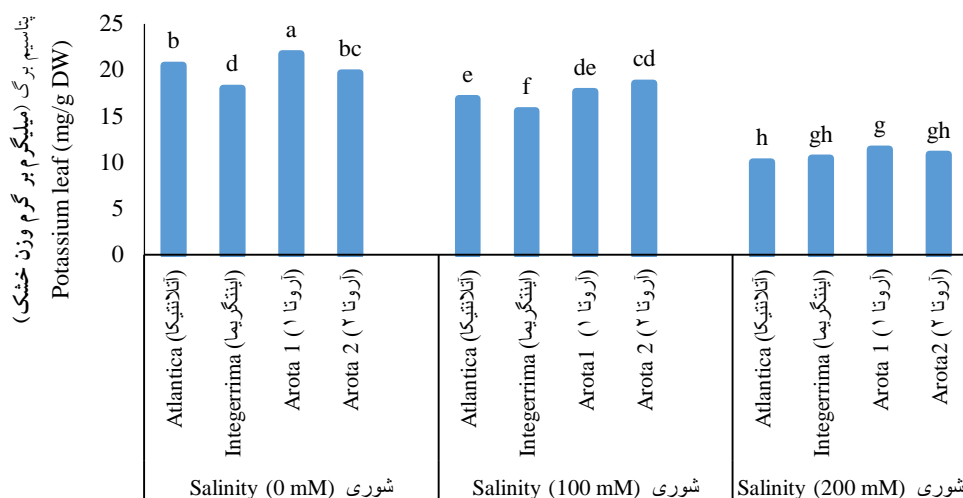 پتاسیم برگ (میلیگرم بر گرم وزن خشک)
Potassium leaf (mg/g DW)
25
20
15
10
5
0
b
d
a
bc
e
f
de
cd
h
gh
g
gh
Atlantica (آتلانتیکا)
Integerrima (اینتگریما)
Arota 1 (آروتا ۱)
Arota 2 (آروتا ۲)
Atlantica (آتلانتیکا)
Integerrima (اینتگریما)
Arota1 (آروتا ۱)
Arota 2 (آروتا ۲)
Atlantica (آتلانتیکا)
Integerrima (اینتگریما)
Arota 1 (آروتا ۱)
Arota2 (آروتا ۲)
Salinity (0 mM) شوری
Salinity (100 mM) شوری
Salinity (200 mM) شوری